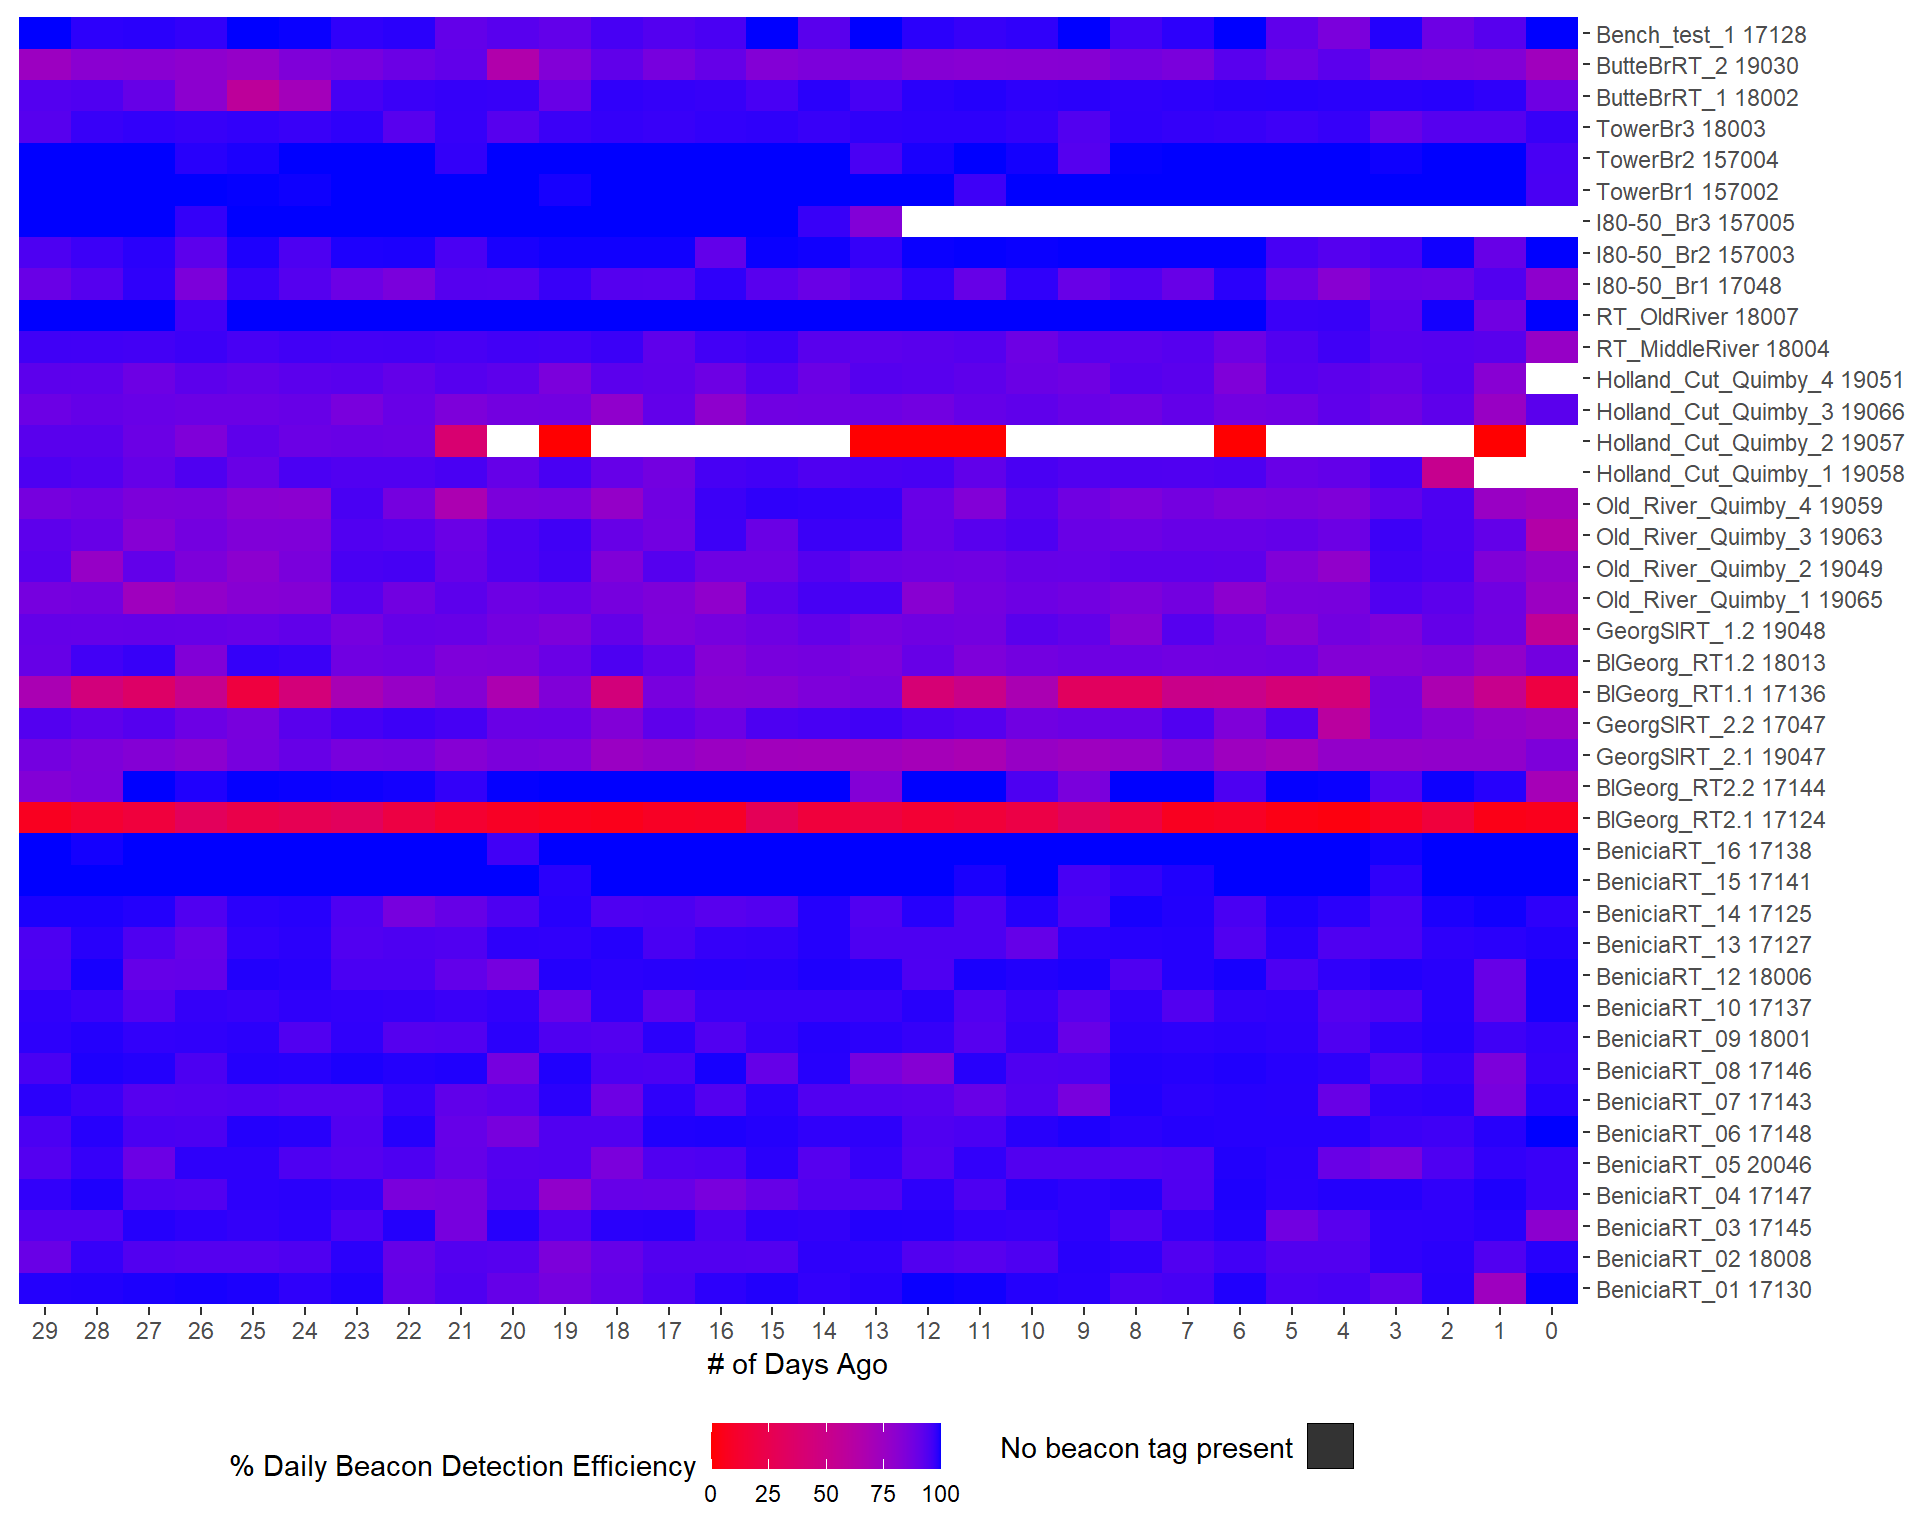 Bench_test_1 17128
ButteBrRT_2 19030
ButteBrRT_1 18002
TowerBr3 18003
TowerBr2 157004
TowerBr1 157002
I80-50_Br3 157005
I80-50_Br2 157003
I80-50_Br1 17048
RT_OldRiver 18007
RT_MiddleRiver 18004
Holland_Cut_Quimby_4 19051
Holland_Cut_Quimby_3 19066
Holland_Cut_Quimby_2 19057
Holland_Cut_Quimby_1 19058
Old_River_Quimby_4 19059
Old_River_Quimby_3 19063
Old_River_Quimby_2 19049
Old_River_Quimby_1 19065
GeorgSlRT_1.2 19048
BlGeorg_RT1.2 18013
BlGeorg_RT1.1 17136
GeorgSlRT_2.2 17047
GeorgSlRT_2.1 19047
BlGeorg_RT2.2 17144
BlGeorg_RT2.1 17124
BeniciaRT_16 17138
BeniciaRT_15 17141
BeniciaRT_14 17125
BeniciaRT_13 17127
BeniciaRT_12 18006
BeniciaRT_10 17137
BeniciaRT_09 18001
BeniciaRT_08 17146
BeniciaRT_07 17143
BeniciaRT_06 17148
BeniciaRT_05 20046
BeniciaRT_04 17147
BeniciaRT_03 17145
BeniciaRT_02 18008
BeniciaRT_01 17130
29 28 27 26 25 24 23 22 21 20 19 18 17 16 15 14 13 12 11 10 9 8 7 6 5 4 3 2 1 0
# of Days Ago
% Daily Beacon Detection Efficiency
0 25 50 75 100
No beacon tag present